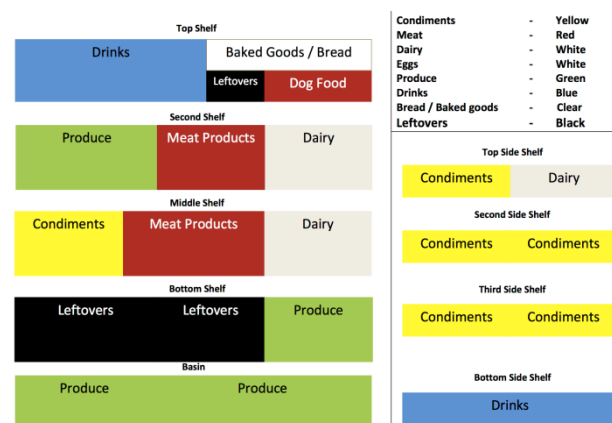 Top Shelf
Drinks
Baked Goods / Bread
Leftovers
Dog Food
Second Shelf
Produce
Meat Products
Dairy
Middle Shelf
Condiments
Meat Products
Dairy
Bottom Shelf
Leftovers
Leftovers
Produce
Basin
Produce
Produce
Condiments - Yellow
Meat - Red
Dairy - White
Eggs - White
Produce - Green
Drinks - Blue
Bread / Baked goods - Clear
Leftovers - Black
Top Side Shelf
Condiments
Dairy
Second Side Shelf
Condiments
Condiments
Third Side Shelf
Condiments
Condiments
Bottom Side Shelf
Drinks